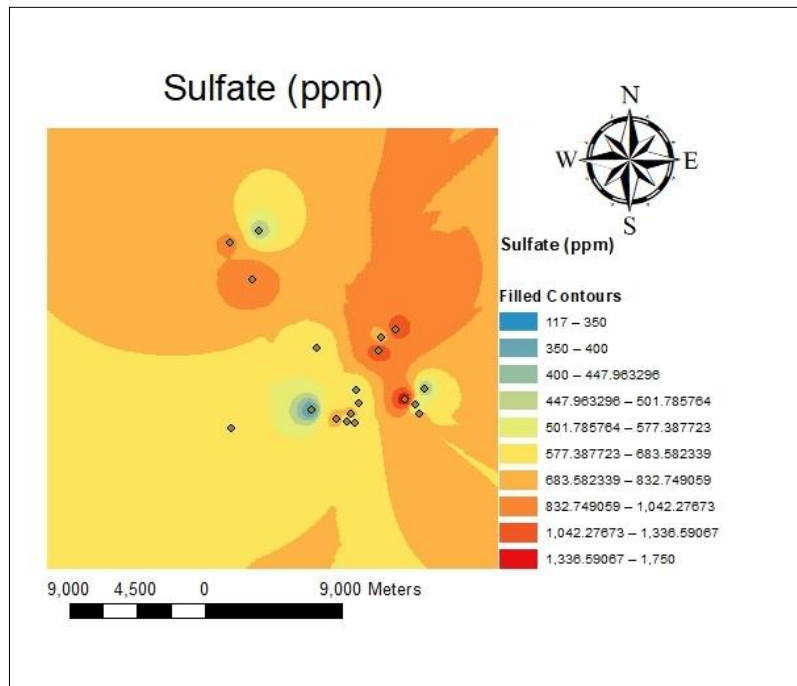 Sulfate (ppm)
N
W E
S
Sulfate (ppm)
Filled Contours
117 – 350
350 – 400
400 – 447.963296
447.963296 – 501.785764
501.785764 – 577.387723
577.387723 – 683.582339
683.582339 – 832.749059
832.749059 – 1,042.27673
1,042.27673 – 1,336.59067
1,336.59067 – 1,750
9,000 4,500 0 9,000 Meters